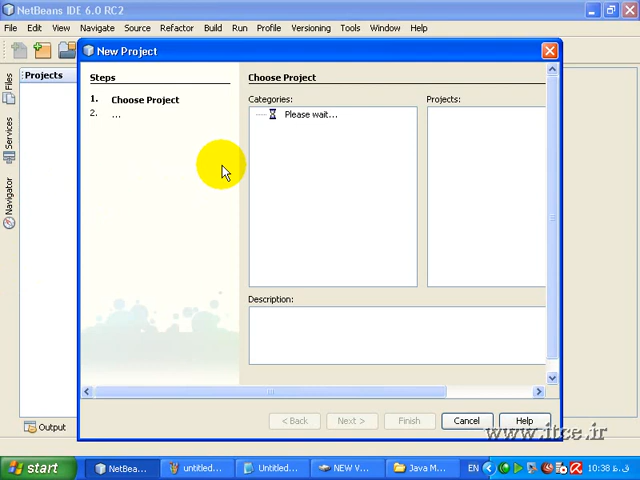 NetBeans IDE 6.0 RC2
File Edit View Navigate Source Refactor Build Run Profile Versioning Tools Window Help
New Project
Files
Services
Navigator
Projects
Steps
1. Choose Project
2. ...
Choose Project
Categories:
Please wait...
Projects:
Description:
< Back Next > Finish Cancel Help
Output
www.itce.ir
start NetBea... untitled... Untitled... NEW V... Java M... EN 10:38 ق.ظ